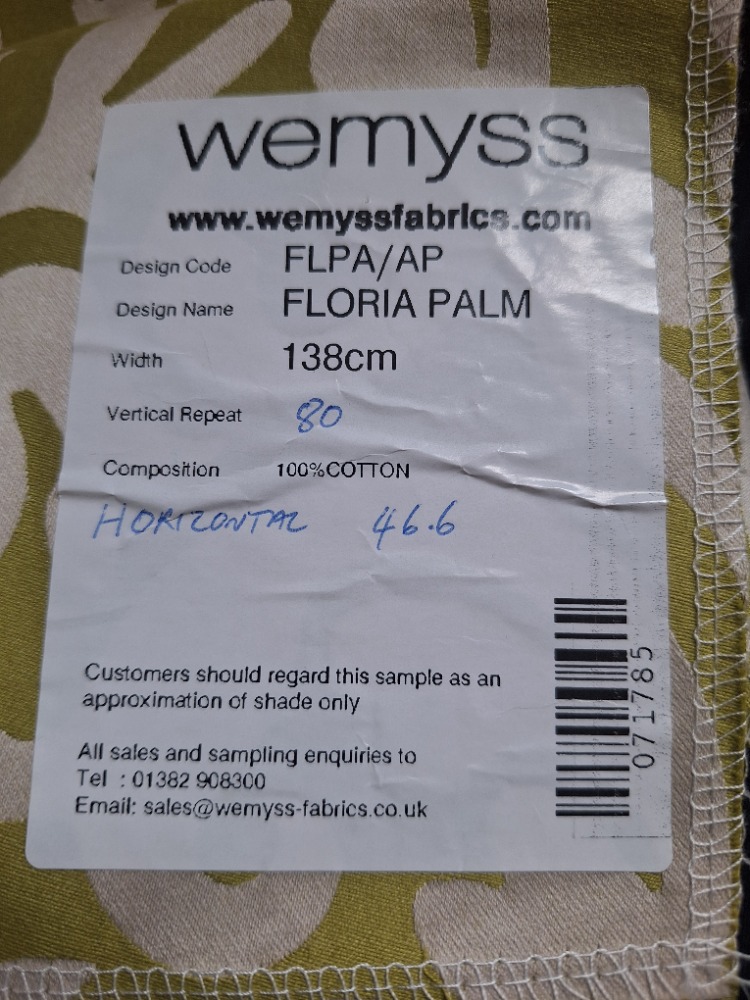 wemyss
www.wemyssfabrics.com
Design Code FLPA/AP
Design Name FLORIA PALM
Width 138cm
Vertical Repeat 80
Composition 100%COTTON
HORIZONTAL 46.6
Customers should regard this sample as an
approximation of shade only
All sales and sampling enquiries to
Tel : 01382 908300
Email: sales@wemyss-fabrics.co.uk
071785